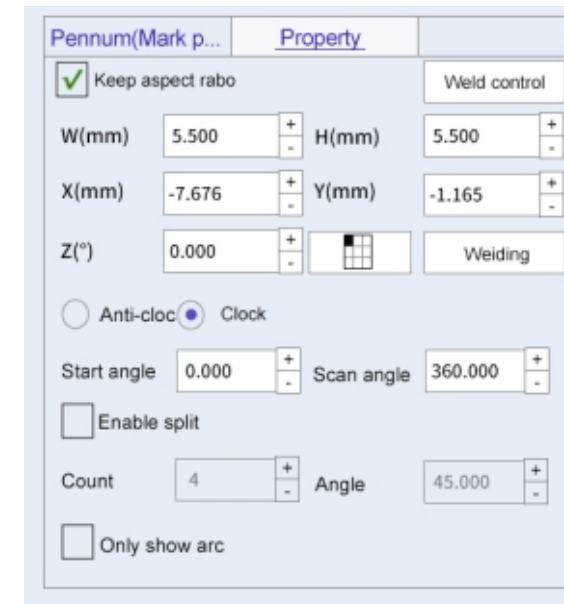 Pennum(Mark p... Property
Keep aspect rabo Weld control
W(mm) 5.500 + - H(mm) 5.500 + -
X(mm) -7.676 + - Y(mm) -1.165 + -
Z(°) 0.000 + - Weiding
Anti-cloc Clock
Start angle 0.000 + - Scan angle 360.000 + -
Enable split
Count 4 + - Angle 45.000 + -
Only show arc